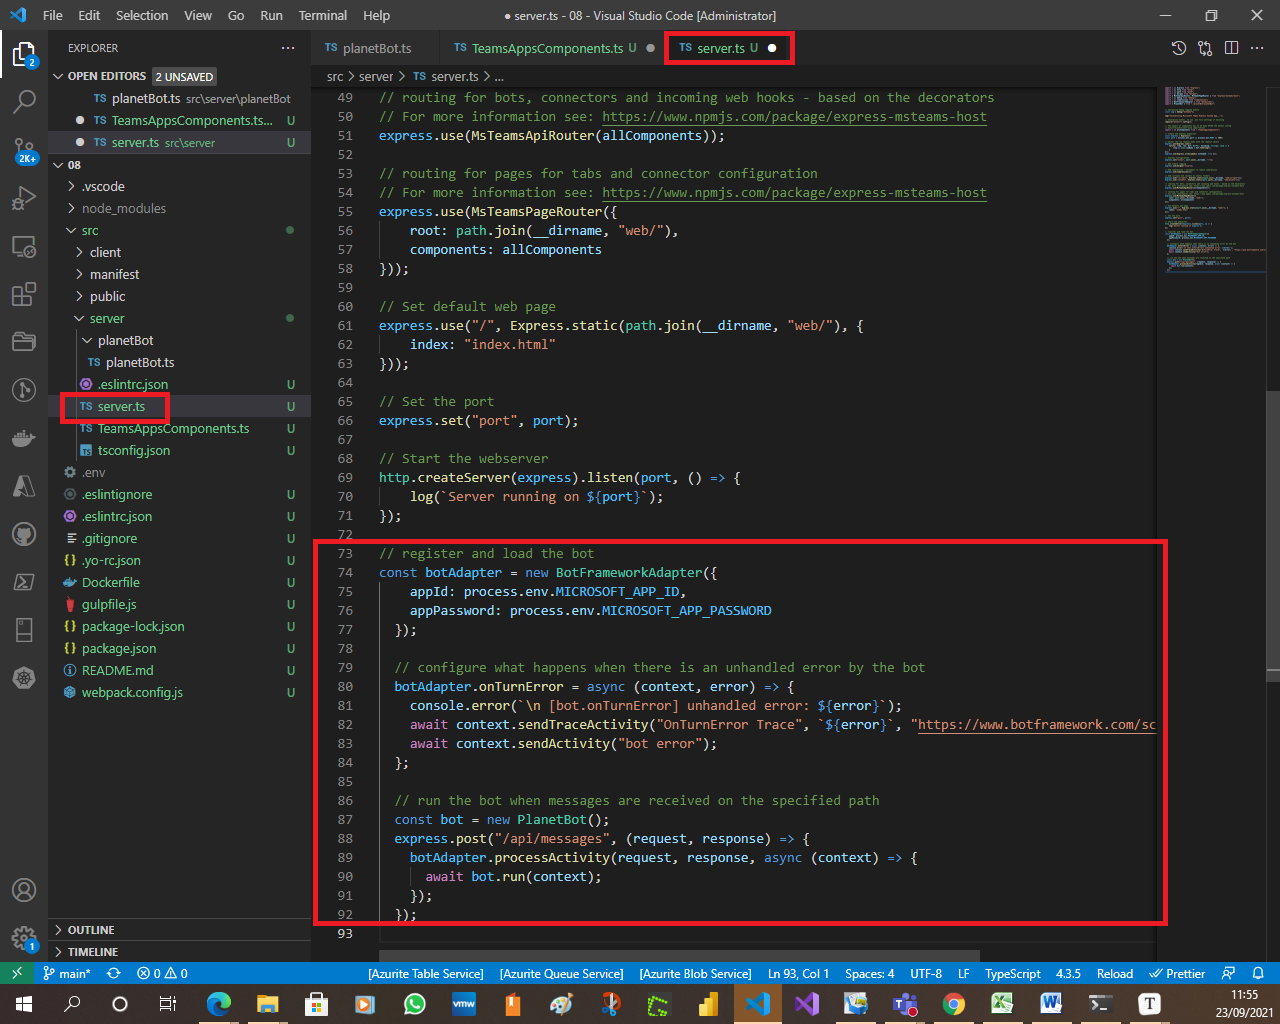 File Edit Selection View Go Run Terminal Help
● server.ts - 08 - Visual Studio Code [Administrator]
EXPLORER
TS planetBot.ts
TS TeamsAppsComponents.ts U
TS server.ts U
OPEN EDITORS 2 UNSAVED
TS planetBot.ts src\server\planetBot
TS TeamsAppsComponents.ts... U
TS server.ts src\server U
08
.vscode
node_modules
src
client
manifest
public
server
planetBot
TS planetBot.ts
.eslintrc.json U
TS server.ts U
TS TeamsAppsComponents.ts U
TS tsconfig.json U
.env
.eslintignore U
.eslintrc.json U
.gitignore U
{} .yo-rc.json U
Dockerfile U
gulpfile.js U
{} package-lock.json U
{} package.json U
README.md U
webpack.config.js U
OUTLINE
TIMELINE
2
2K+
1
src > server > TS server.ts > ...
49 // routing for bots, connectors and incoming web hooks - based on the decorators
50 // For more information see: https://www.npmjs.com/package/express-msteams-host
51 express.use(MsTeamsApiRouter(allComponents));
52
53 // routing for pages for tabs and connector configuration
54 // For more information see: https://www.npmjs.com/package/express-msteams-host
55 express.use(MsTeamsPageRouter({
56 root: path.join(__dirname, "web/"),
57 components: allComponents
58 }));
59
60 // Set default web page
61 express.use("/", Express.static(path.join(__dirname, "web/"), {
62 index: "index.html"
63 }));
64
65 // Set the port
66 express.set("port", port);
67
68 // Start the webserver
69 http.createServer(express).listen(port, () => {
70 log(`Server running on ${port}`);
71 });
72
73 // register and load the bot
74 const botAdapter = new BotFrameworkAdapter({
75 appId: process.env.MICROSOFT_APP_ID,
76 appPassword: process.env.MICROSOFT_APP_PASSWORD
77 });
78
79 // configure what happens when there is an unhandled error by the bot
80 botAdapter.onTurnError = async (context, error) => {
81 console.error(`\n [bot.onTurnError] unhandled error: ${error}`);
82 await context.sendTraceActivity("OnTurnError Trace", `${error}`, "https://www.botframework.com/sc
83 await context.sendActivity("bot error");
84 };
85
86 // run the bot when messages are received on the specified path
87 const bot = new PlanetBot();
88 express.post("/api/messages", (request, response) => {
89 botAdapter.processActivity(request, response, async (context) => {
90 await bot.run(context);
91 });
92 });
93
main* 0 0 [Azurite Table Service] [Azurite Queue Service] [Azurite Blob Service] Ln 93, Col 1 Spaces: 4 UTF-8 LF TypeScript 4.3.5 Reload Prettier
vmw
T
11:55
23/09/2021